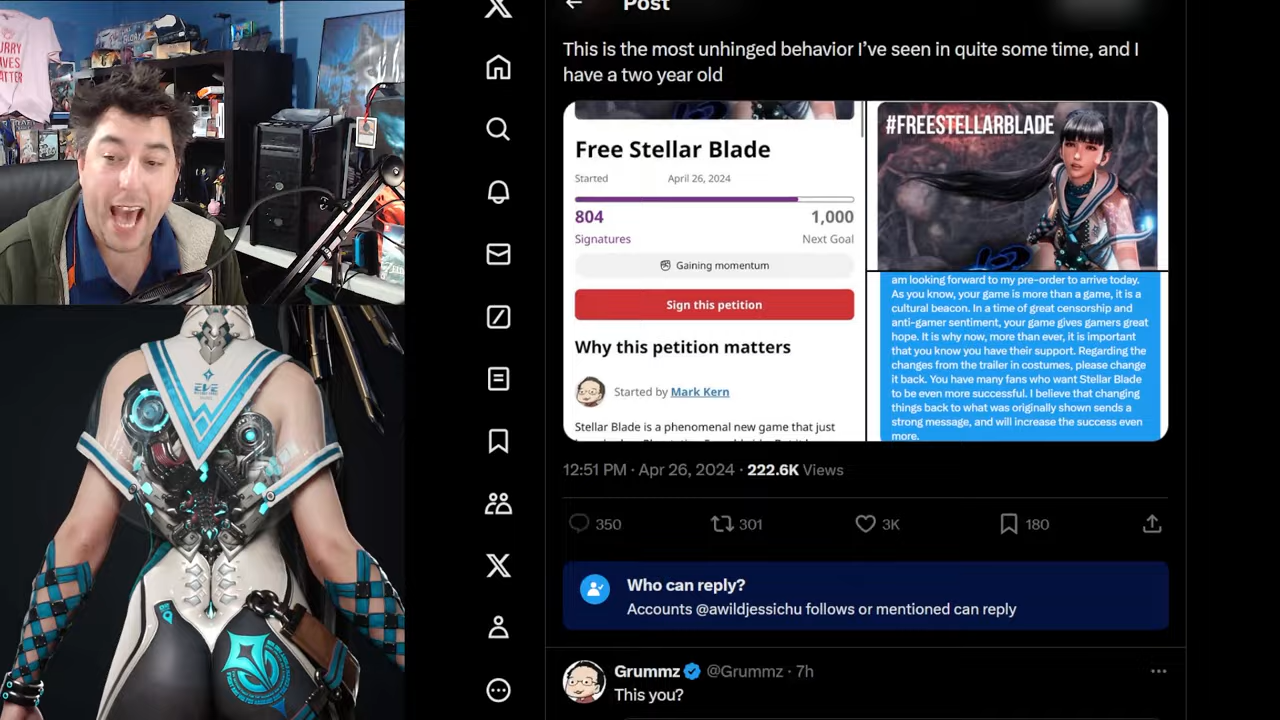 Post
This is the most unhinged behavior I've seen in quite some time, and I
have a two year old
Free Stellar Blade
Started April 26, 2024
804 1,000
Signatures Next Goal
Gaining momentum
Sign this petition
Why this petition matters
Started by Mark Kern
Stellar Blade is a phenomenal new game that just
#FREESTELLARBLADE
am looking forward to my pre-order to arrive today.
As you know, your game is more than a game, it is a
cultural beacon. In a time of great censorship and
anti-gamer sentiment, your game gives gamers great
hope. It is why now, more than ever, it is important
that you know you have their support. Regarding the
changes from the trailer in costumes, please change
it back. You have many fans who want Stellar Blade
to be even more successful. I believe that changing
things back to what was originally shown sends a
strong message, and will increase the success even
more.
12:51 PM · Apr 26, 2024 · 222.6K Views
350 301 3K 180
Who can reply?
Accounts @awildjessichu follows or mentioned can reply
Grummz @Grummz · 7h
This you?
EVE